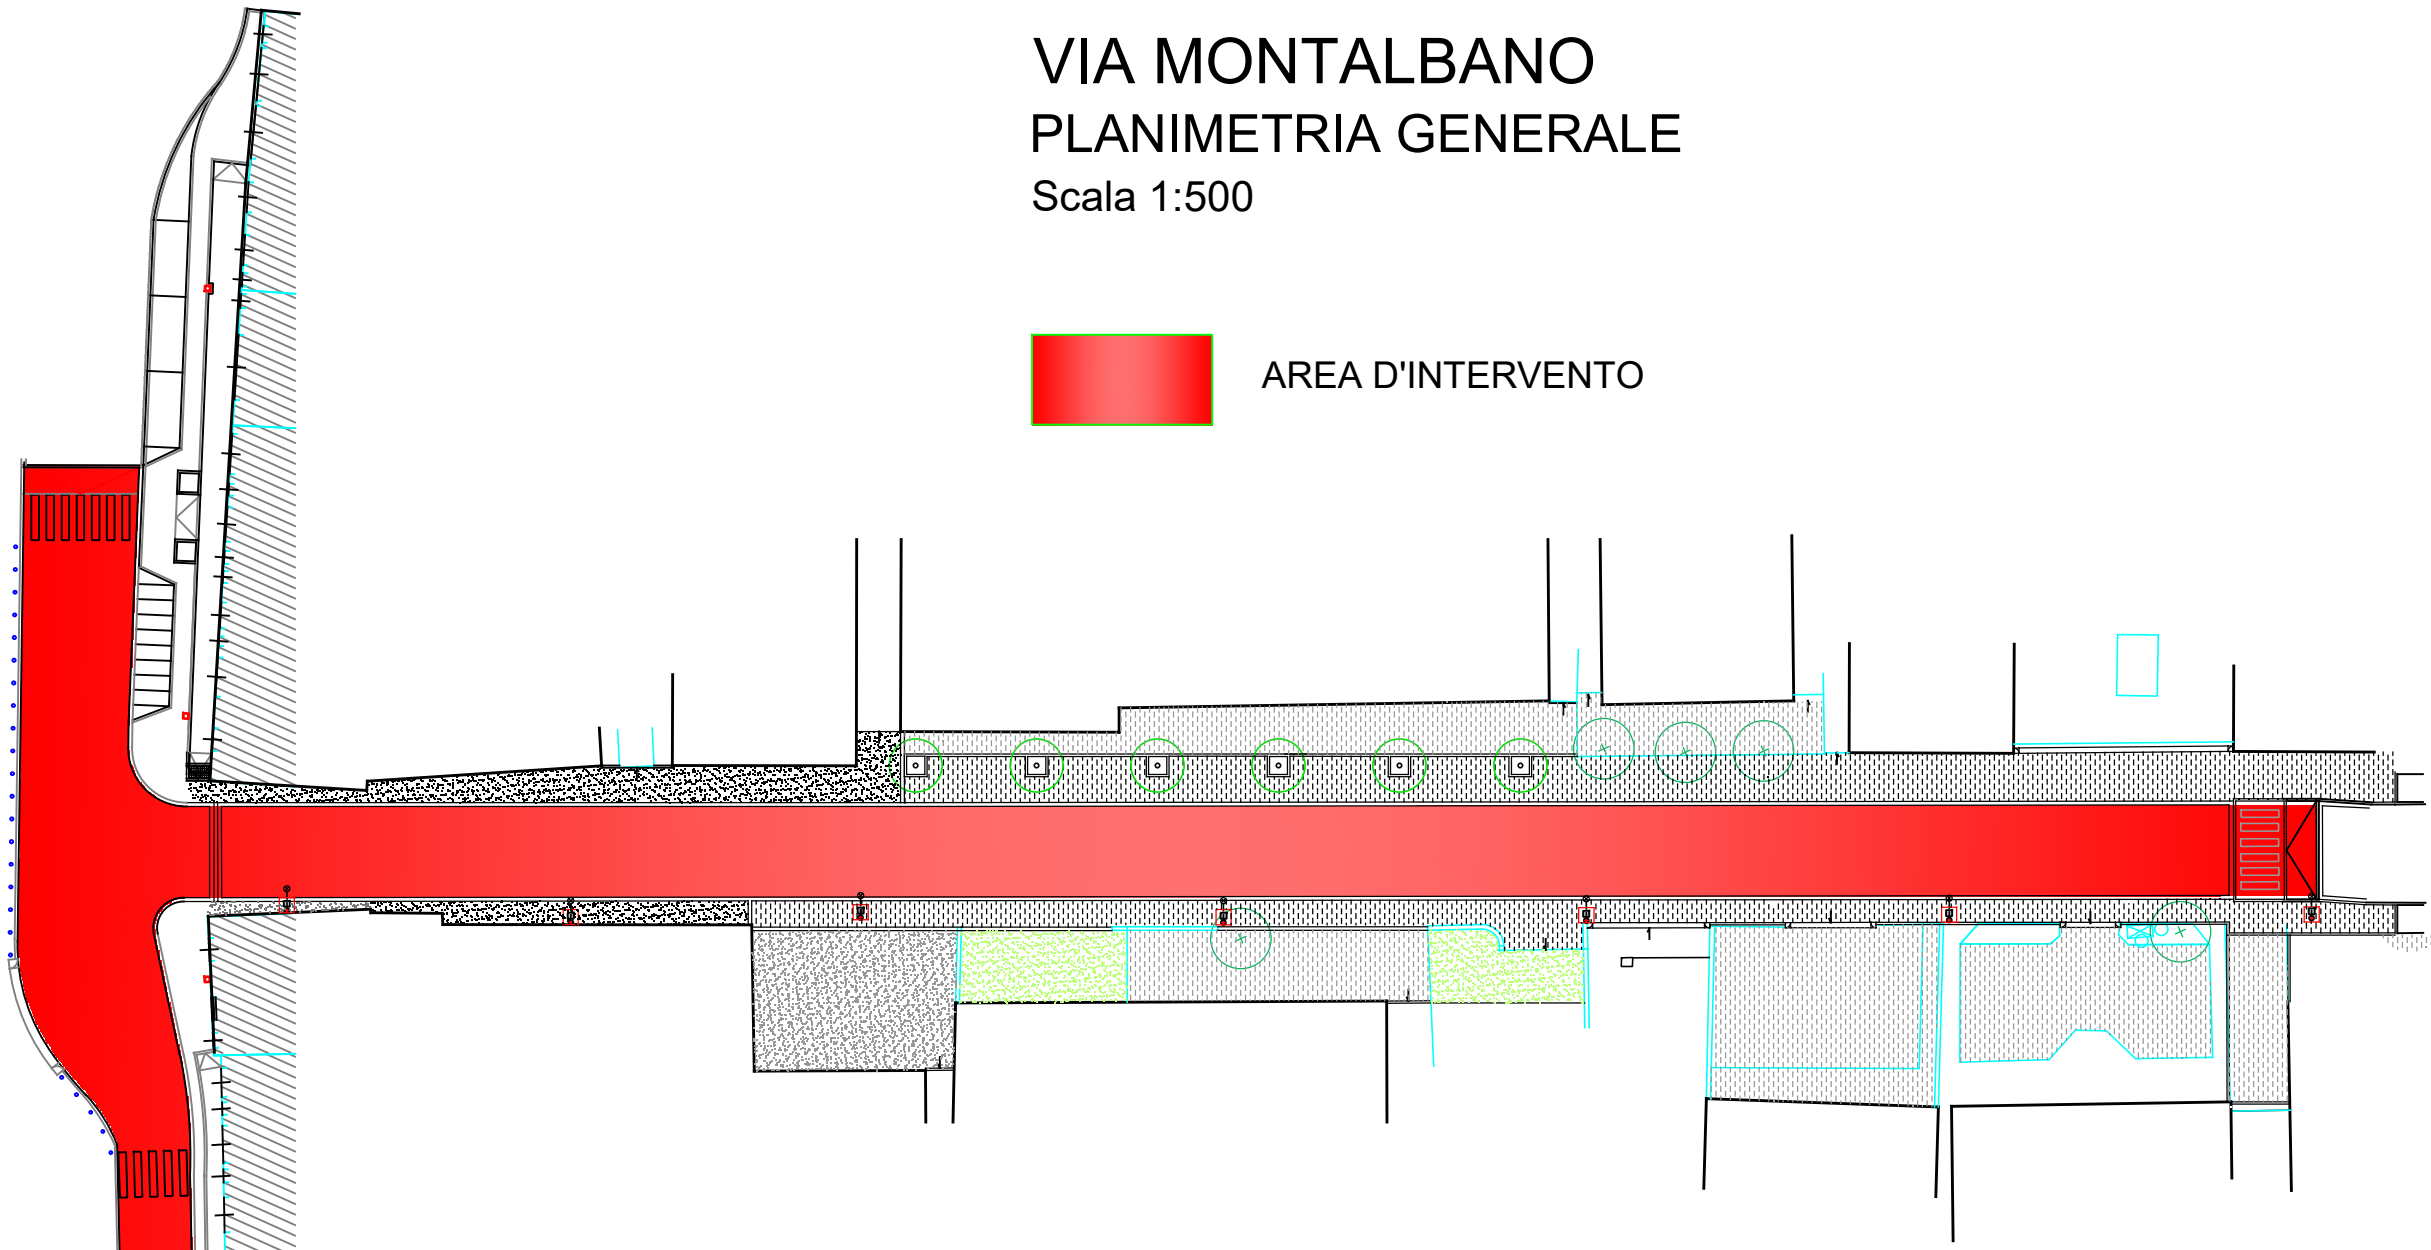 VIA MONTALBANO
PLANIMETRIA GENERALE
Scala 1:500
AREA D'INTERVENTO